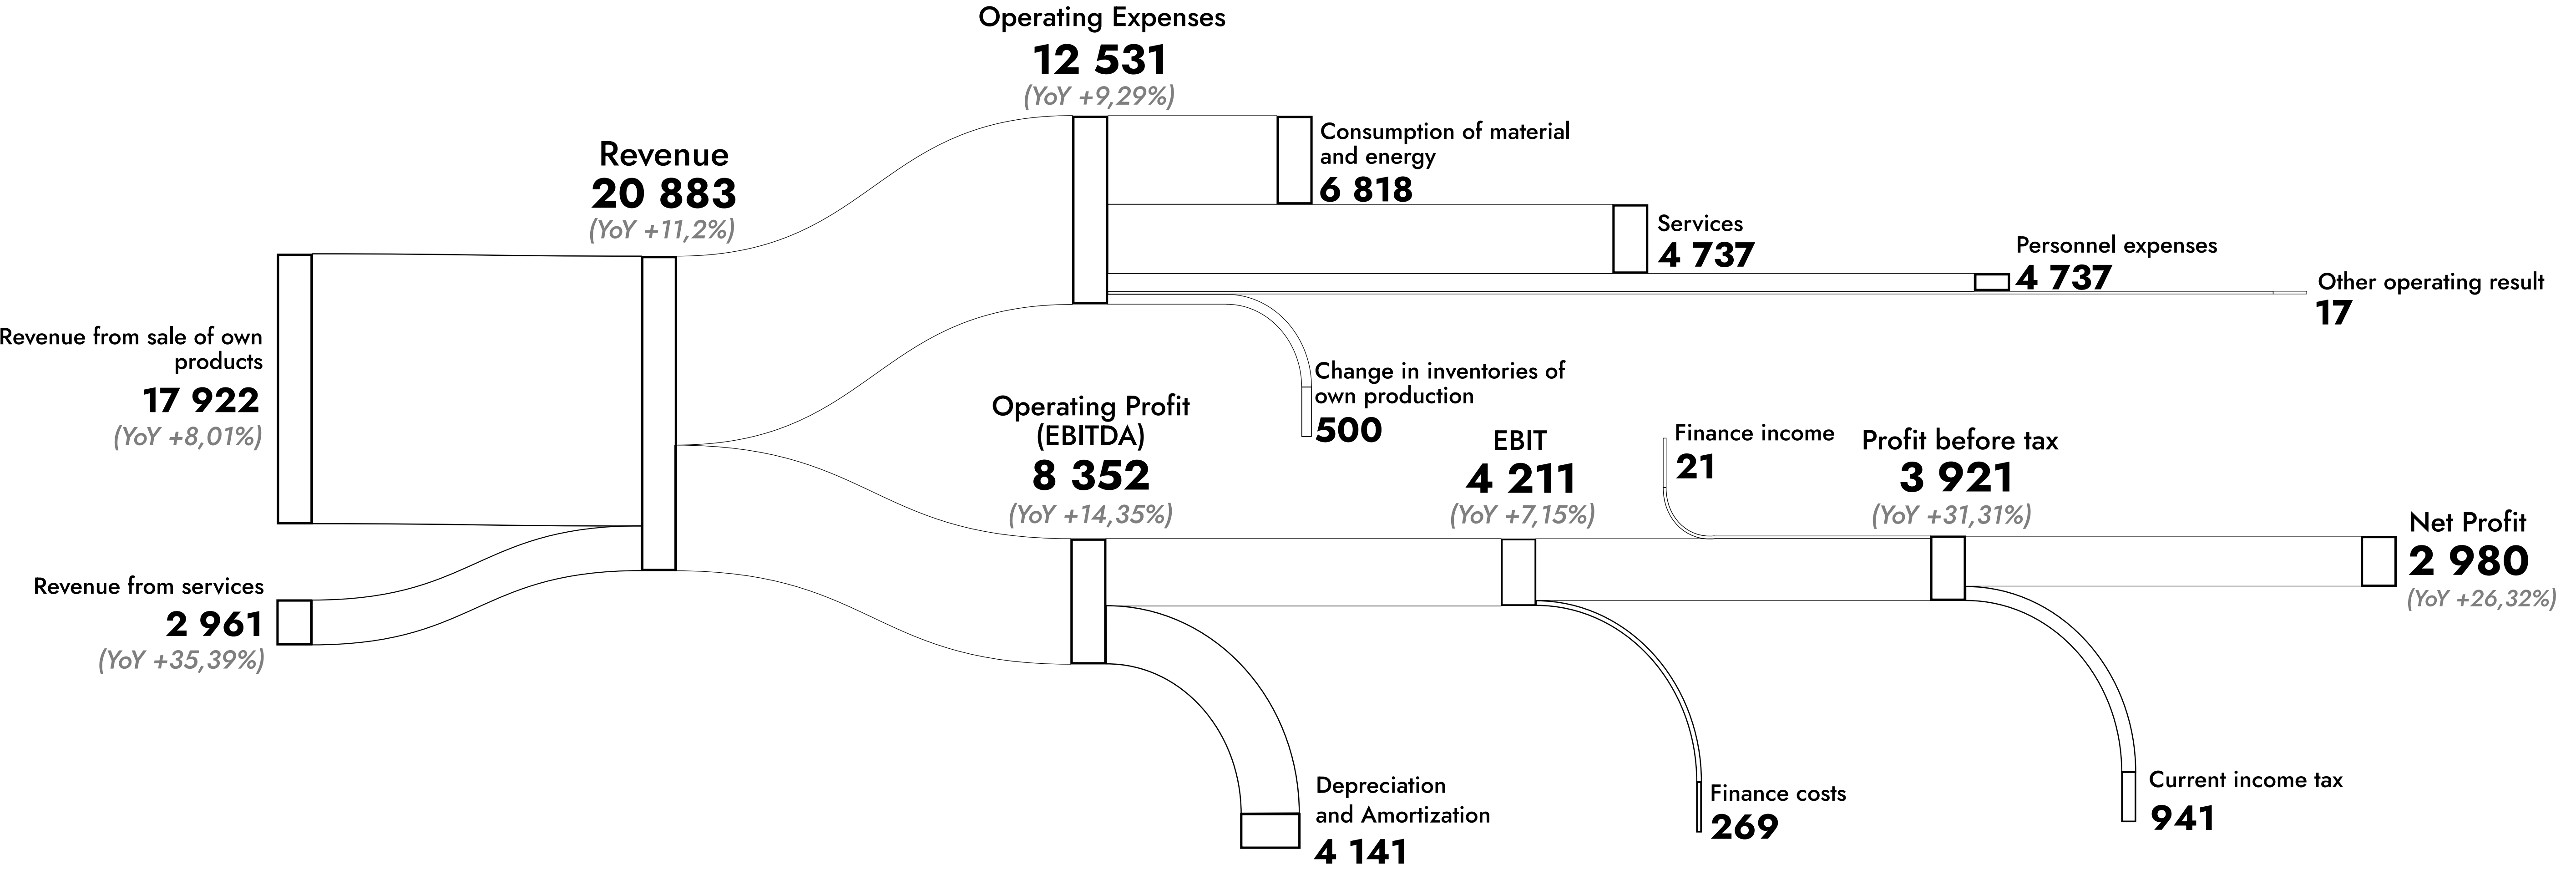 Operating Expenses
12 531
(YoY +9,29%)
Revenue
20 883
(YoY +11,2%)
Consumption of material
and energy
6 818
Services
4 737
Personnel expenses
4 737
Other operating result
17
Revenue from sale of own
products
17 922
(YoY +8,01%)
Change in inventories of
own production
500
Operating Profit
(EBITDA)
8 352
(YoY +14,35%)
EBIT
4 211
(YoY +7,15%)
Finance income
21
Profit before tax
3 921
(YoY +31,31%)
Net Profit
2 980
(YoY +26,32%)
Revenue from services
2 961
(YoY +35,39%)
Depreciation
and Amortization
4 141
Finance costs
269
Current income tax
941